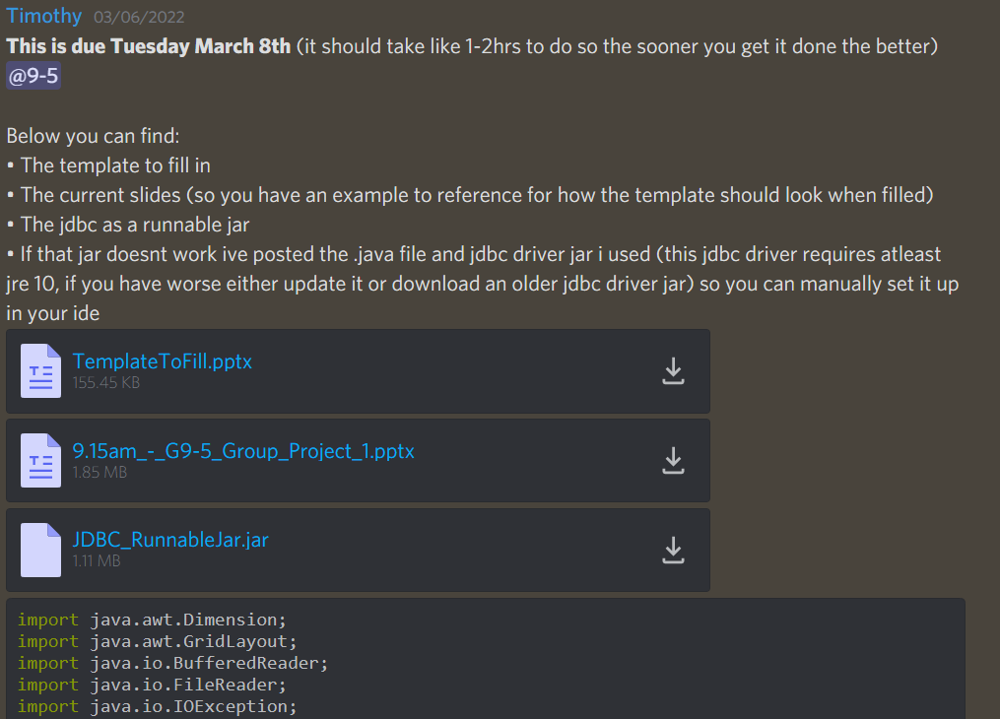 Timothy 03/06/2022
This is due Tuesday March 8th (it should take like 1-2hrs to do so the sooner you get it done the better)
@9-5
Below you can find:
• The template to fill in
• The current slides (so you have an example to reference for how the template should look when filled)
• The jdbc as a runnable jar
• If that jar doesnt work ive posted the .java file and jdbc driver jar i used (this jdbc driver requires atleast
jre 10, if you have worse either update it or download an older jdbc driver jar) so you can manually set it up
in your ide
TemplateToFill.pptx
155.45 KB
9.15am_-_G9-5_Group_Project_1.pptx
1.85 MB
JDBC_RunnableJar.jar
1.11 MB
import java.awt.Dimension;
import java.awt.GridLayout;
import java.io.BufferedReader;
import java.io.FileReader;
import java.io.IOException;